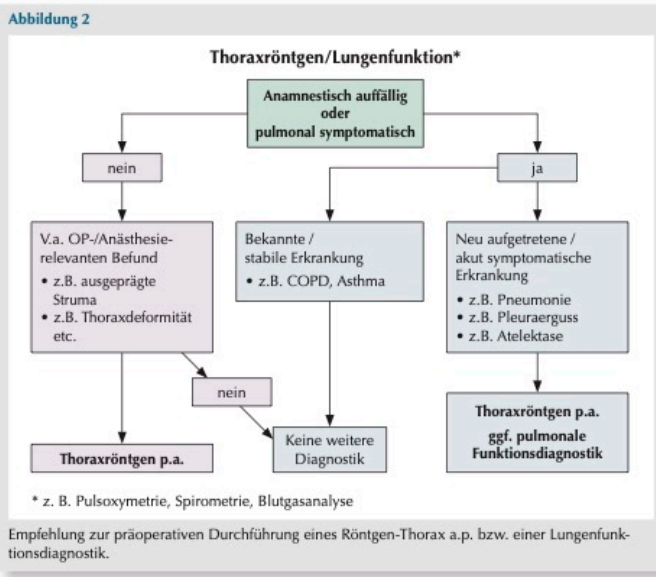 Abbildung 2
Thoraxröntgen/Lungenfunktion*
Anamnestisch auffällig
oder
pulmonal symptomatisch
nein
ja
V.a. OP-/Anästhesie-
relevanten Befund
• z.B. ausgeprägte
Struma
• z.B. Thoraxdeformität
etc.
Bekannte /
stabile Erkrankung
• z.B. COPD, Asthma
Neu aufgetretene /
akut symptomatische
Erkrankung
• z.B. Pneumonie
• z.B. Pleuraerguss
• z.B. Atelektase
nein
Thoraxröntgen p.a.
Keine weitere
Diagnostik
Thoraxröntgen p.a.
ggf. pulmonale
Funktionsdiagnostik
* z. B. Pulsoxymetrie, Spirometrie, Blutgasanalyse
Empfehlung zur präoperativen Durchführung eines Röntgen-Thorax a.p. bzw. einer Lungenfunk-
tionsdiagnostik.